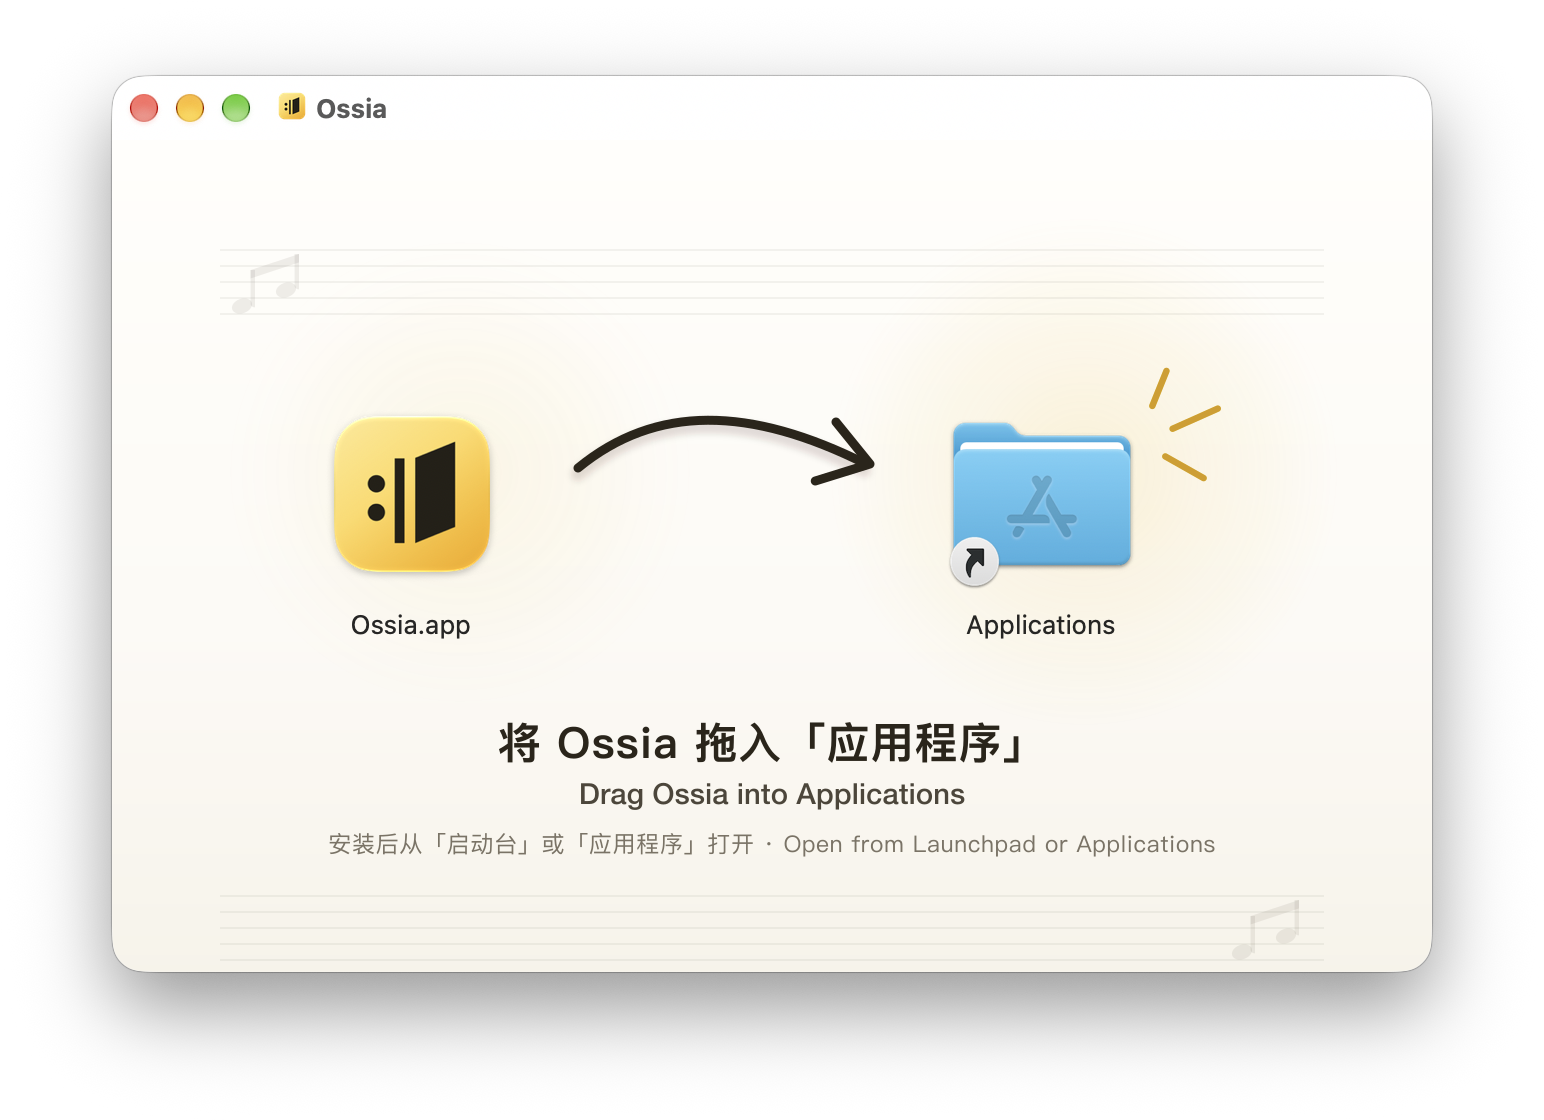 Ossia
Ossia.app
Applications
将 Ossia 拖入「应用程序」
Drag Ossia into Applications
安装后从「启动台」或「应用程序」打开 · Open from Launchpad or Applications